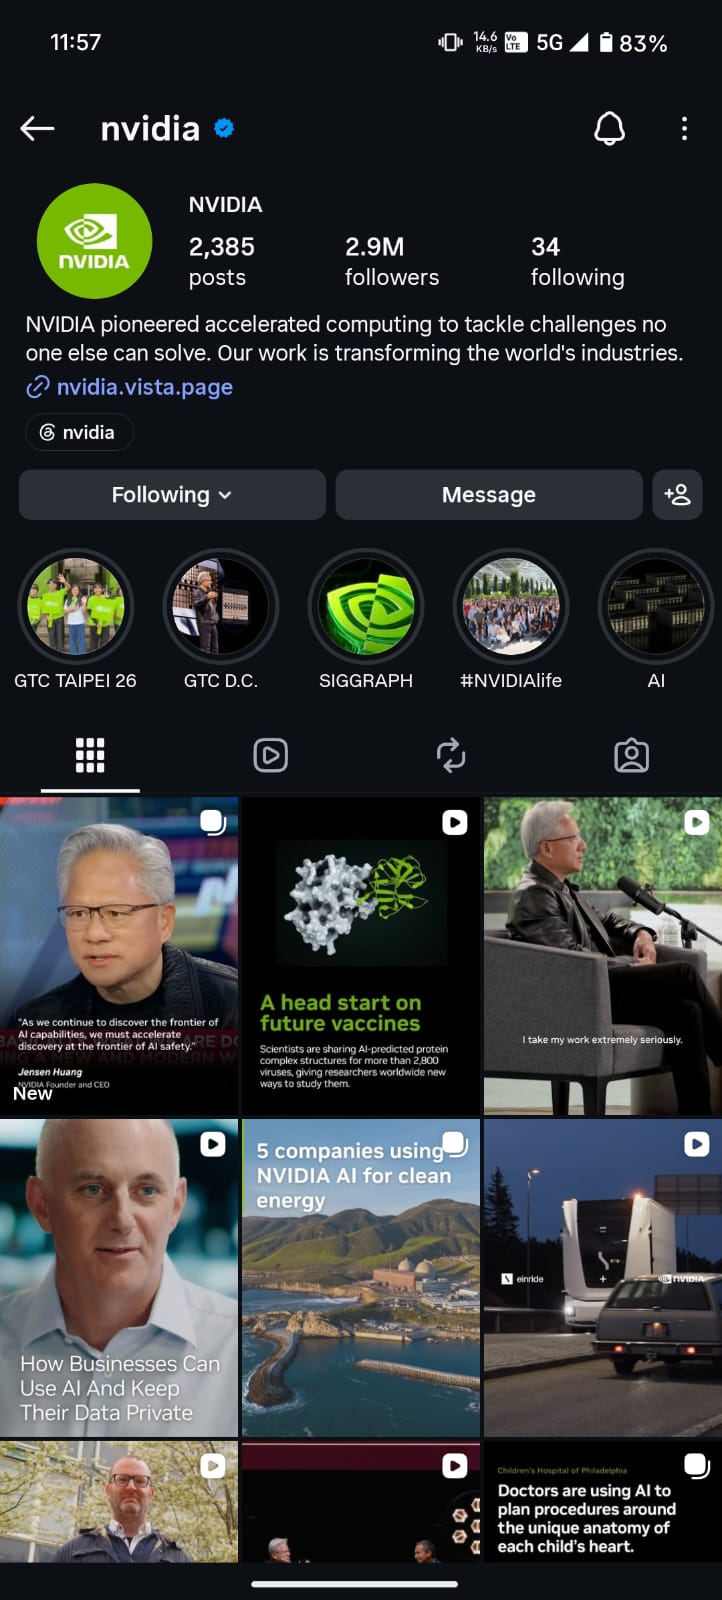 11:57
14.6
KB/s
Vo
LTE
5G
83%
nvidia
NVIDIA
NVIDIA
2,385
posts
2.9M
followers
34
following
NVIDIA pioneered accelerated computing to tackle challenges no
one else can solve. Our work is transforming the world's industries.
nvidia.vista.page
nvidia
Following
Message
GTC TAIPEI 26
GTC D.C.
SIGGRAPH
#NVIDIAlife
AI
"As we continue to discover the frontier of
AI capabilities, we must accelerate
discovery at the frontier of AI safety."
Jensen Huang
NVIDIA Founder and CEO
New
A head start on
future vaccines
Scientists are sharing AI-predicted protein
complex structures for more than 2,800
viruses, giving researchers worldwide new
ways to study them.
I take my work extremely seriously.
How Businesses Can
Use AI And Keep
Their Data Private
5 companies using
NVIDIA AI for clean
energy
einride
+
NVIDIA
Children's Hospital of Philadelphia
Doctors are using AI to
plan procedures around
the unique anatomy of
each child's heart.